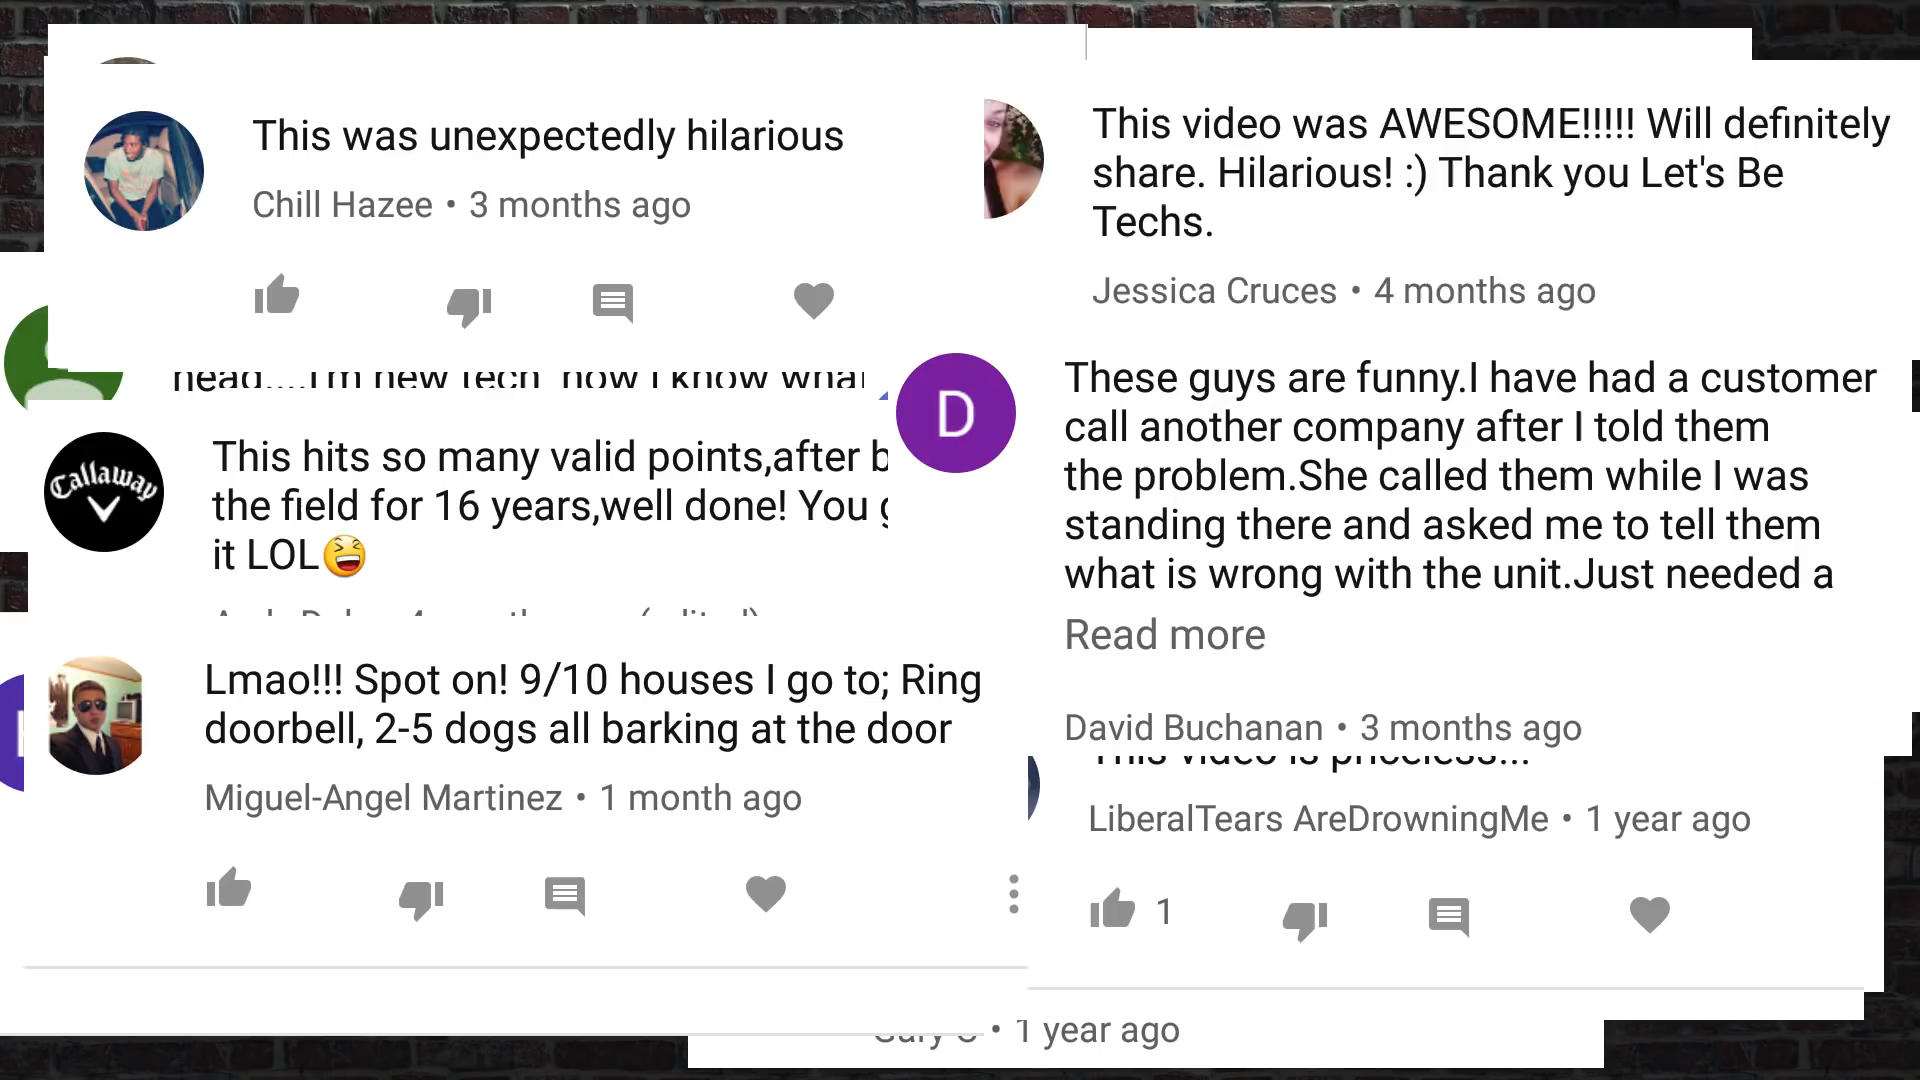 This was unexpectedly hilarious
Chill Hazee • 3 months ago
This video was AWESOME!!!!! Will definitely
share. Hilarious! :) Thank you Let's Be
Techs.
Jessica Cruces • 4 months ago
head....I'm new tech now I know what
Callaway
This hits so many valid points,after
the field for 16 years,well done! You
it LOL😆
D
These guys are funny.I have had a customer
call another company after I told them
the problem.She called them while I was
standing there and asked me to tell them
what is wrong with the unit.Just needed a
Read more
David Buchanan • 3 months ago
Lmao!!! Spot on! 9/10 houses I go to; Ring
doorbell, 2-5 dogs all barking at the door
Miguel-Angel Martinez • 1 month ago
This video is priceless...
LiberalTears AreDrowningMe • 1 year ago
1
• 1 year ago